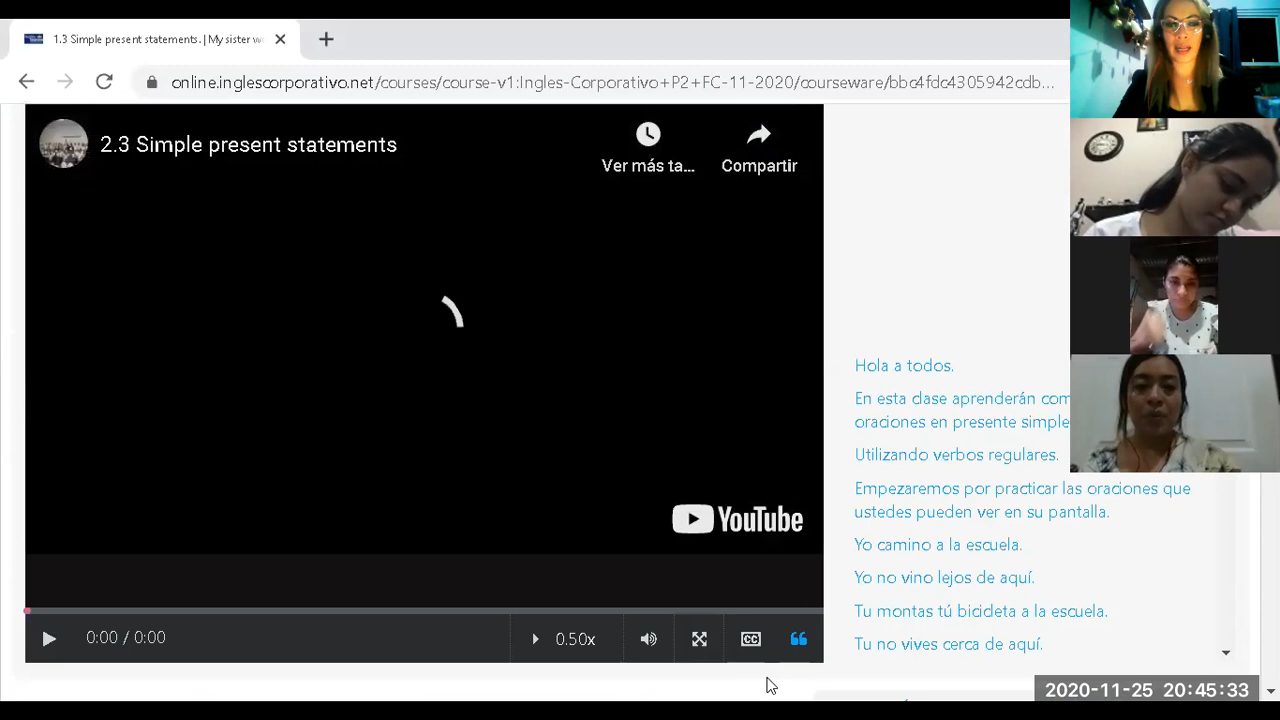 1.3 Simple present statements. | My sister wo
online.inglescorporativo.net/courses/course-v1:Ingles-Corporativo+P2+FC-11-2020/courseware/bbc4fdc4305942cdb...
2.3 Simple present statements
Ver más ta...
Compartir
YouTube
0:00 / 0:00
0.50x
CC
Hola a todos.
En esta clase aprenderán com
oraciones en presente simple
Utilizando verbos regulares.
Empezaremos por practicar las oraciones que
ustedes pueden ver en su pantalla.
Yo camino a la escuela.
Yo no vino lejos de aquí.
Tu montas tú bicicleta a la escuela.
Tu no vives cerca de aquí.
2020-11-25 20:45:33